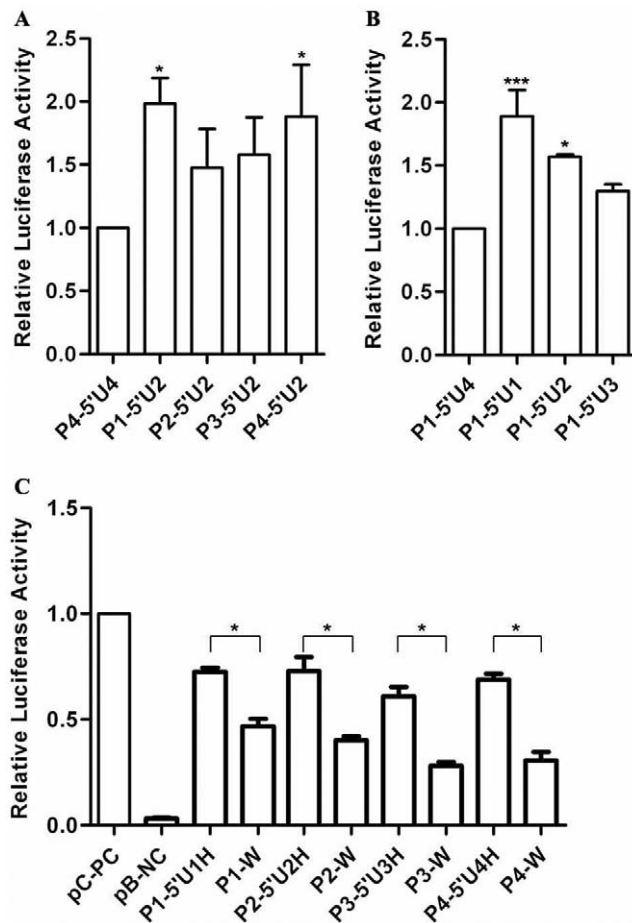 A
Relative Luciferase Activity
2.5
*
*
2.0
1.5
1.0
0.5
0.0
P4-5'U4
P1-5'U2
P2-5'U2
P3-5'U2
P4-5'U2
B
Relative Luciferase Activity
2.5
***
2.0
*
1.5
1.0
0.5
0.0
P1-5'U4
P1-5'U1
P1-5'U2
P1-5'U3
C
Relative Luciferase Activity
1.5
1.0
* * * *
0.5
0.0
pC-PC
pB-NC
P1-5'U1H
P1-W
P2-5'U2H
P2-W
P3-5'U3H
P3-W
P4-5'U4H
P4-W